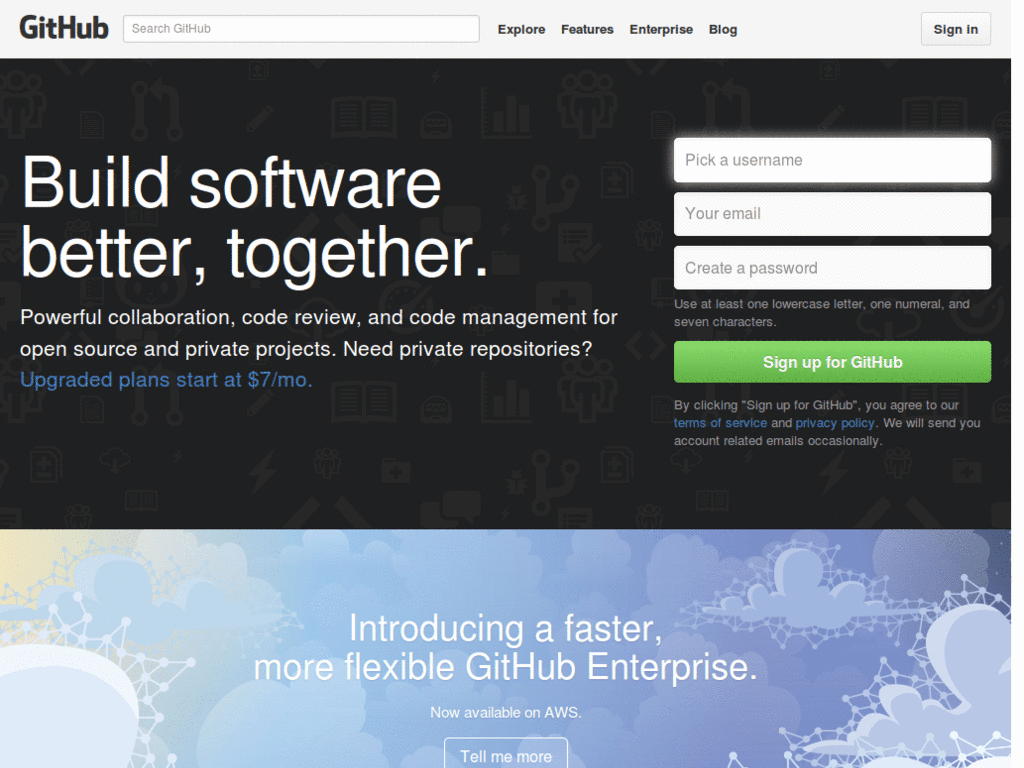 GitHub
Search GitHub
Explore Features Enterprise Blog
Sign in
Build software
better, together.
Powerful collaboration, code review, and code management for
open source and private projects. Need private repositories?
Upgraded plans start at $7/mo.
Pick a username
Your email
Create a password
Use at least one lowercase letter, one numeral, and
seven characters.
Sign up for GitHub
By clicking "Sign up for GitHub", you agree to our
terms of service and privacy policy. We will send you
account related emails occasionally.
Introducing a faster,
more flexible GitHub Enterprise.
Now available on AWS.
Tell me more